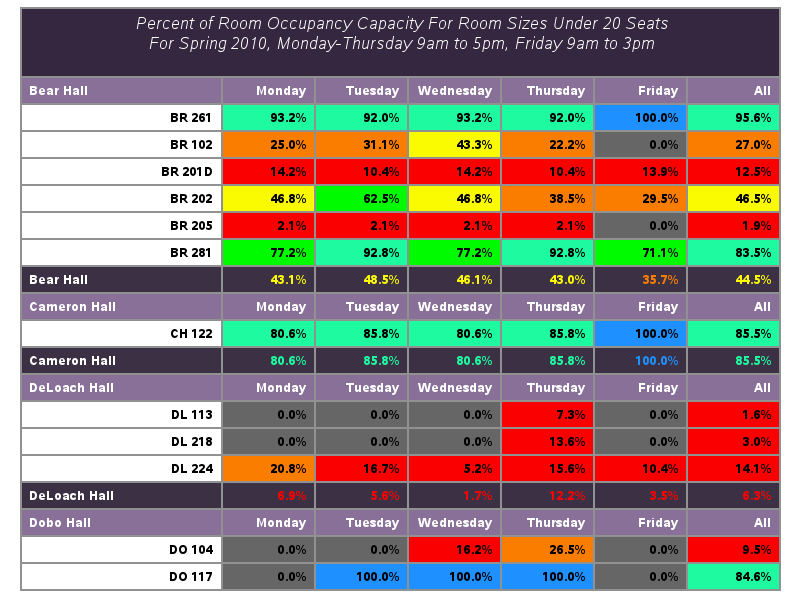 Percent of Room Occupancy Capacity For Room Sizes Under 20 Seats
For Spring 2010, Monday-Thursday 9am to 5pm, Friday 9am to 3pm
Bear Hall Monday Tuesday Wednesday Thursday Friday All
BR 261 93.2% 92.0% 93.2% 92.0% 100.0% 95.6%
BR 102 25.0% 31.1% 43.3% 22.2% 0.0% 27.0%
BR 201D 14.2% 10.4% 14.2% 10.4% 13.9% 12.5%
BR 202 46.8% 62.5% 46.8% 38.5% 29.5% 46.5%
BR 205 2.1% 2.1% 2.1% 2.1% 0.0% 1.9%
BR 281 77.2% 92.8% 77.2% 92.8% 71.1% 83.5%
Bear Hall 43.1% 48.5% 46.1% 43.0% 35.7% 44.5%
Cameron Hall Monday Tuesday Wednesday Thursday Friday All
CH 122 80.6% 85.8% 80.6% 85.8% 100.0% 85.5%
Cameron Hall 80.6% 85.8% 80.6% 85.8% 100.0% 85.5%
DeLoach Hall Monday Tuesday Wednesday Thursday Friday All
DL 113 0.0% 0.0% 0.0% 7.3% 0.0% 1.6%
DL 218 0.0% 0.0% 0.0% 13.6% 0.0% 3.0%
DL 224 20.8% 16.7% 5.2% 15.6% 10.4% 14.1%
DeLoach Hall 6.9% 5.6% 1.7% 12.2% 3.5% 6.3%
Dobo Hall Monday Tuesday Wednesday Thursday Friday All
DO 104 0.0% 0.0% 16.2% 26.5% 0.0% 9.5%
DO 117 0.0% 100.0% 100.0% 100.0% 0.0% 84.6%